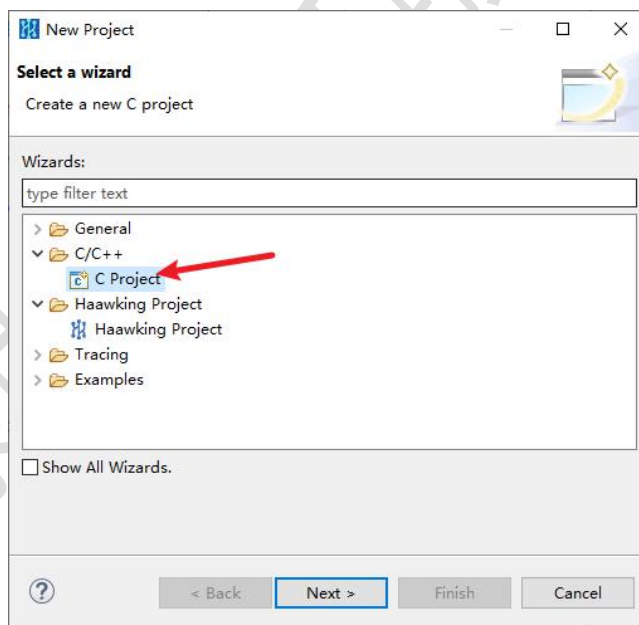 New Project
Select a wizard
Create a new C project
Wizards:
type filter text
General
C/C++
C Project
Haawking Project
Haawking Project
Tracing
Examples
Show All Wizards.
? < Back Next > Finish Cancel